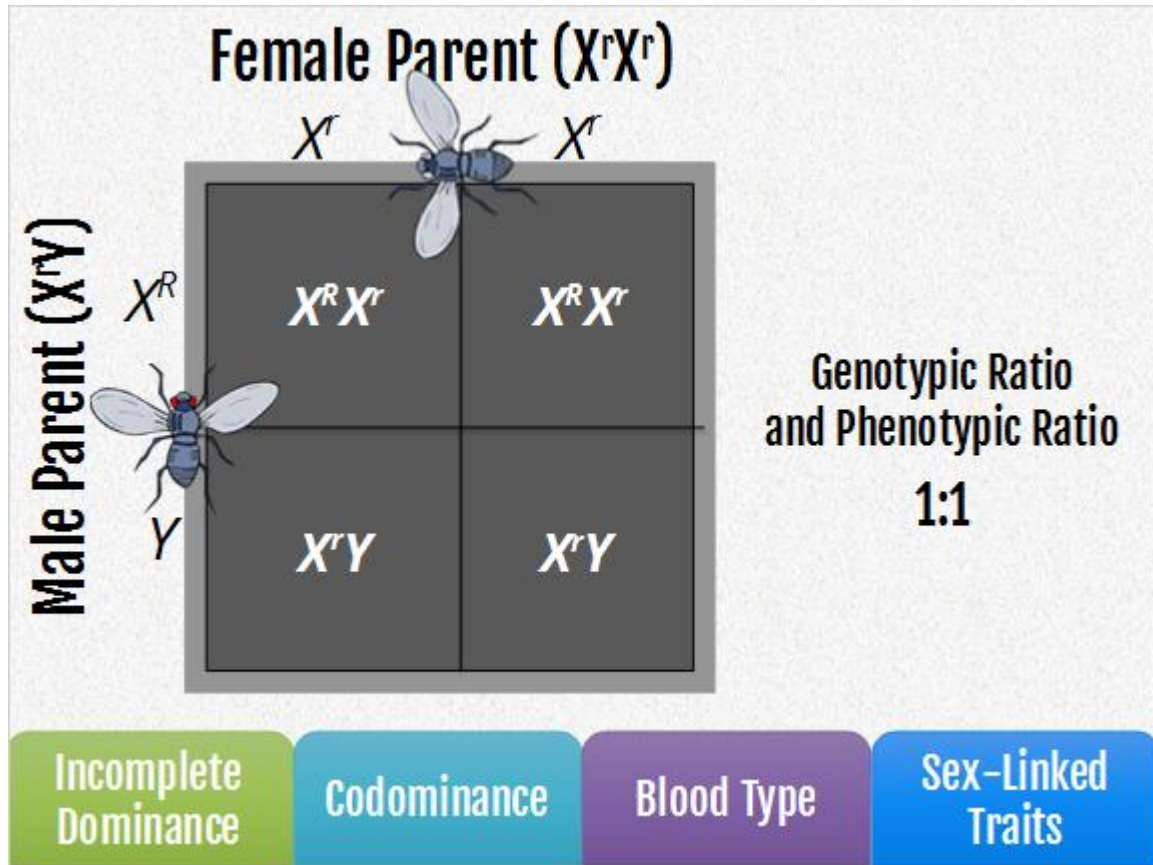 Female Parent (XʳXʳ)
Xʳ Xʳ
Male Parent (XʳY)
Xᴿ
XᴿXʳ XᴿXʳ
Genotypic Ratio
and Phenotypic Ratio
1:1
Y
XʳY XʳY
Incomplete
Dominance
Codominance
Blood Type
Sex-Linked
Traits